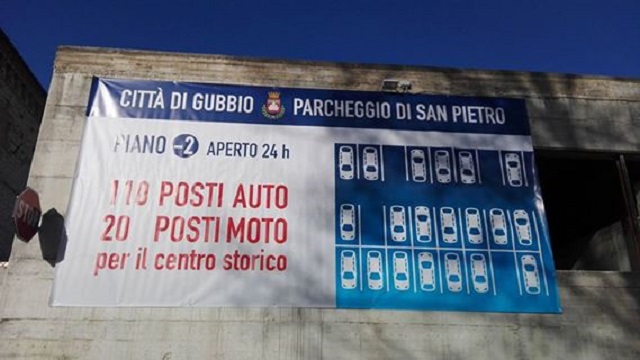 CITTÀ DI GUBBIO PARCHEGGIO DI SAN PIETRO
PIANO -2 APERTO 24 h
110 POSTI AUTO
20 POSTI MOTO
per il centro storico
STOP